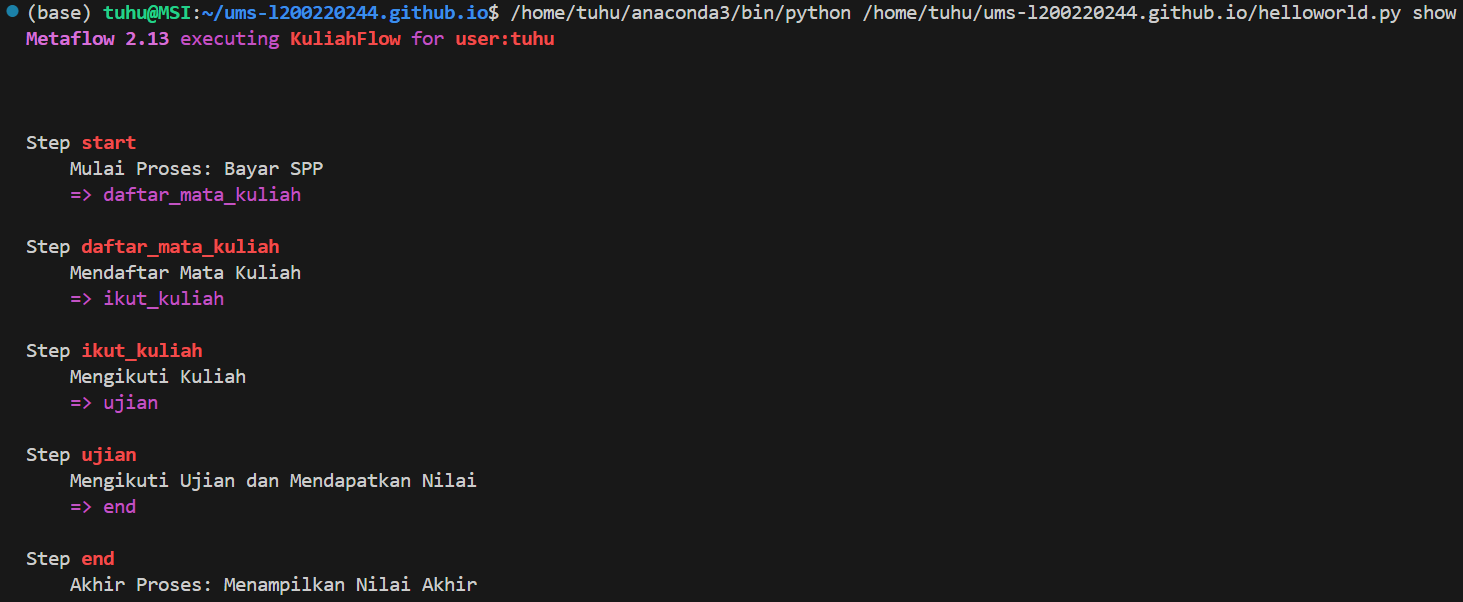 (base) tuhu@MSI:~/ums-l200220244.github.io$ /home/tuhu/anaconda3/bin/python /home/tuhu/ums-l200220244.github.io/helloworld.py show
Metaflow 2.13 executing KuliahFlow for user:tuhu
Step start
Mulai Proses: Bayar SPP
=> daftar_mata_kuliah
Step daftar_mata_kuliah
Mendaftar Mata Kuliah
=> ikut_kuliah
Step ikut_kuliah
Mengikuti Kuliah
=> ujian
Step ujian
Mengikuti Ujian dan Mendapatkan Nilai
=> end
Step end
Akhir Proses: Menampilkan Nilai Akhir